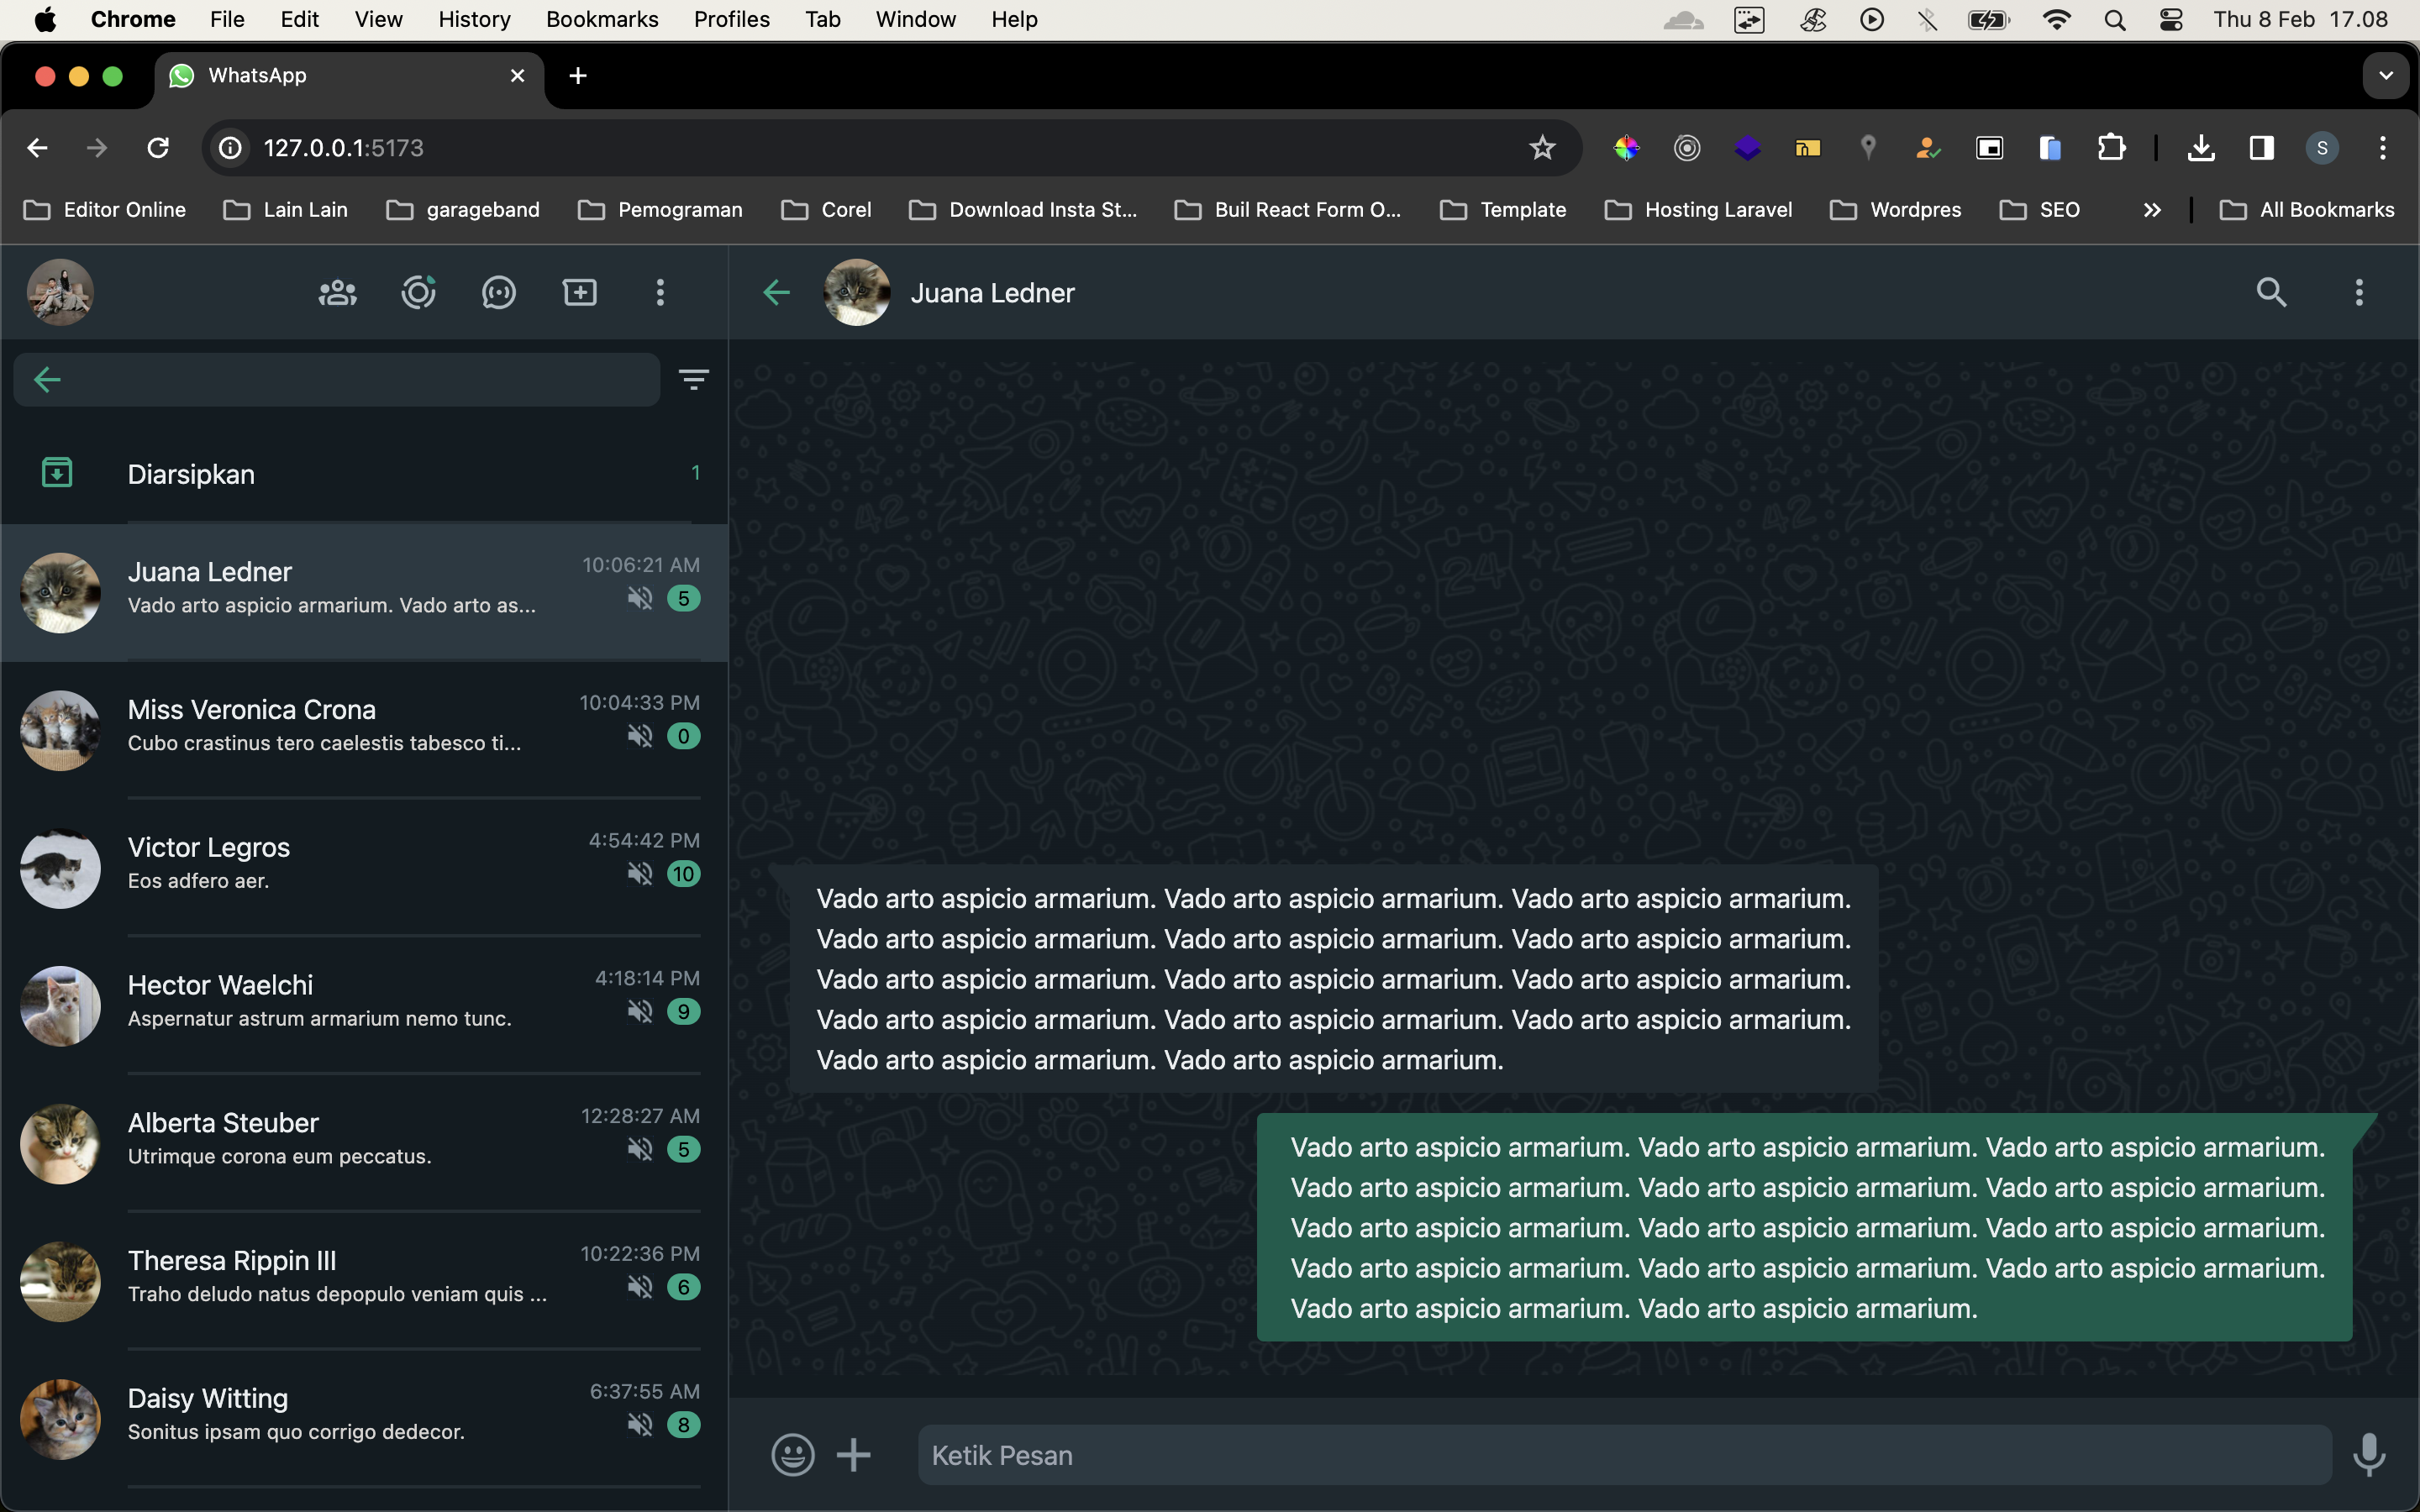 Chrome File Edit View History Bookmarks Profiles Tab Window Help Thu 8 Feb 17.08
WhatsApp
127.0.0.1:5173
S
Editor Online Lain Lain garageband Pemograman Corel Download Insta St... Buil React Form O... Template Hosting Laravel Wordpres SEO All Bookmarks
Diarsipkan 1
Juana Ledner 10:06:21 AM
Vado arto aspicio armarium. Vado arto as... 5
Miss Veronica Crona 10:04:33 PM
Cubo crastinus tero caelestis tabesco ti... 0
Victor Legros 4:54:42 PM
Eos adfero aer. 10
Hector Waelchi 4:18:14 PM
Aspernatur astrum armarium nemo tunc. 9
Alberta Steuber 12:28:27 AM
Utrimque corona eum peccatus. 5
Theresa Rippin III 10:22:36 PM
Traho deludo natus depopulo veniam quis ... 6
Daisy Witting 6:37:55 AM
Sonitus ipsam quo corrigo dedecor. 8
Juana Ledner
Vado arto aspicio armarium. Vado arto aspicio armarium. Vado arto aspicio armarium.
Vado arto aspicio armarium. Vado arto aspicio armarium. Vado arto aspicio armarium.
Vado arto aspicio armarium. Vado arto aspicio armarium. Vado arto aspicio armarium.
Vado arto aspicio armarium. Vado arto aspicio armarium. Vado arto aspicio armarium.
Vado arto aspicio armarium. Vado arto aspicio armarium.
Vado arto aspicio armarium. Vado arto aspicio armarium. Vado arto aspicio armarium.
Vado arto aspicio armarium. Vado arto aspicio armarium. Vado arto aspicio armarium.
Vado arto aspicio armarium. Vado arto aspicio armarium. Vado arto aspicio armarium.
Vado arto aspicio armarium. Vado arto aspicio armarium. Vado arto aspicio armarium.
Vado arto aspicio armarium. Vado arto aspicio armarium.
Ketik Pesan